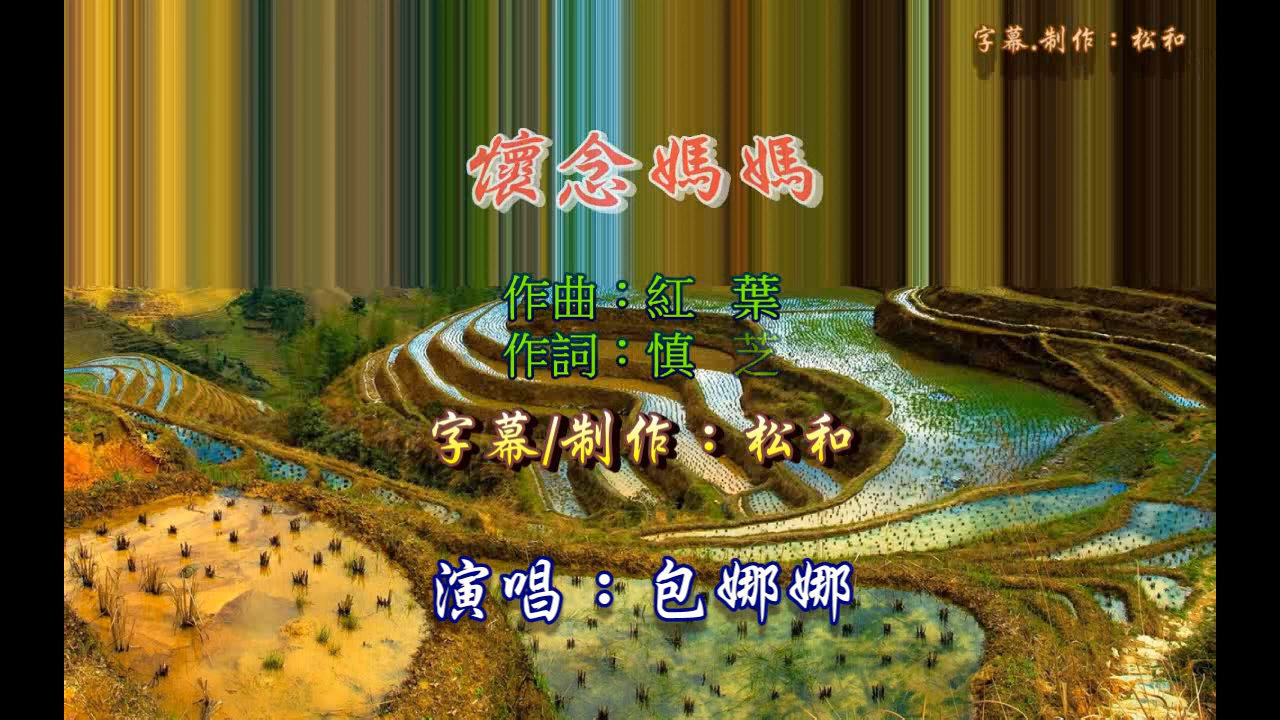 字幕.制作：松和
懷念媽媽
作曲：紅 葉
作詞：慎 芝
字幕/制作：松和
演唱：包娜娜